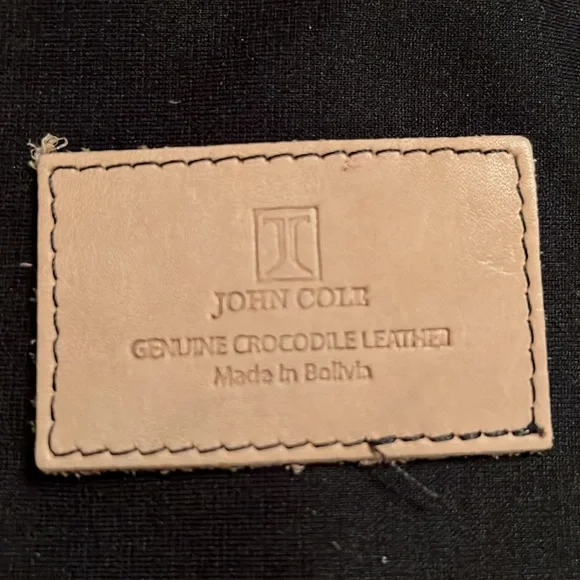 JOHN COLE
GENUINE CROCODILE LEATHER
Made in Bolivia